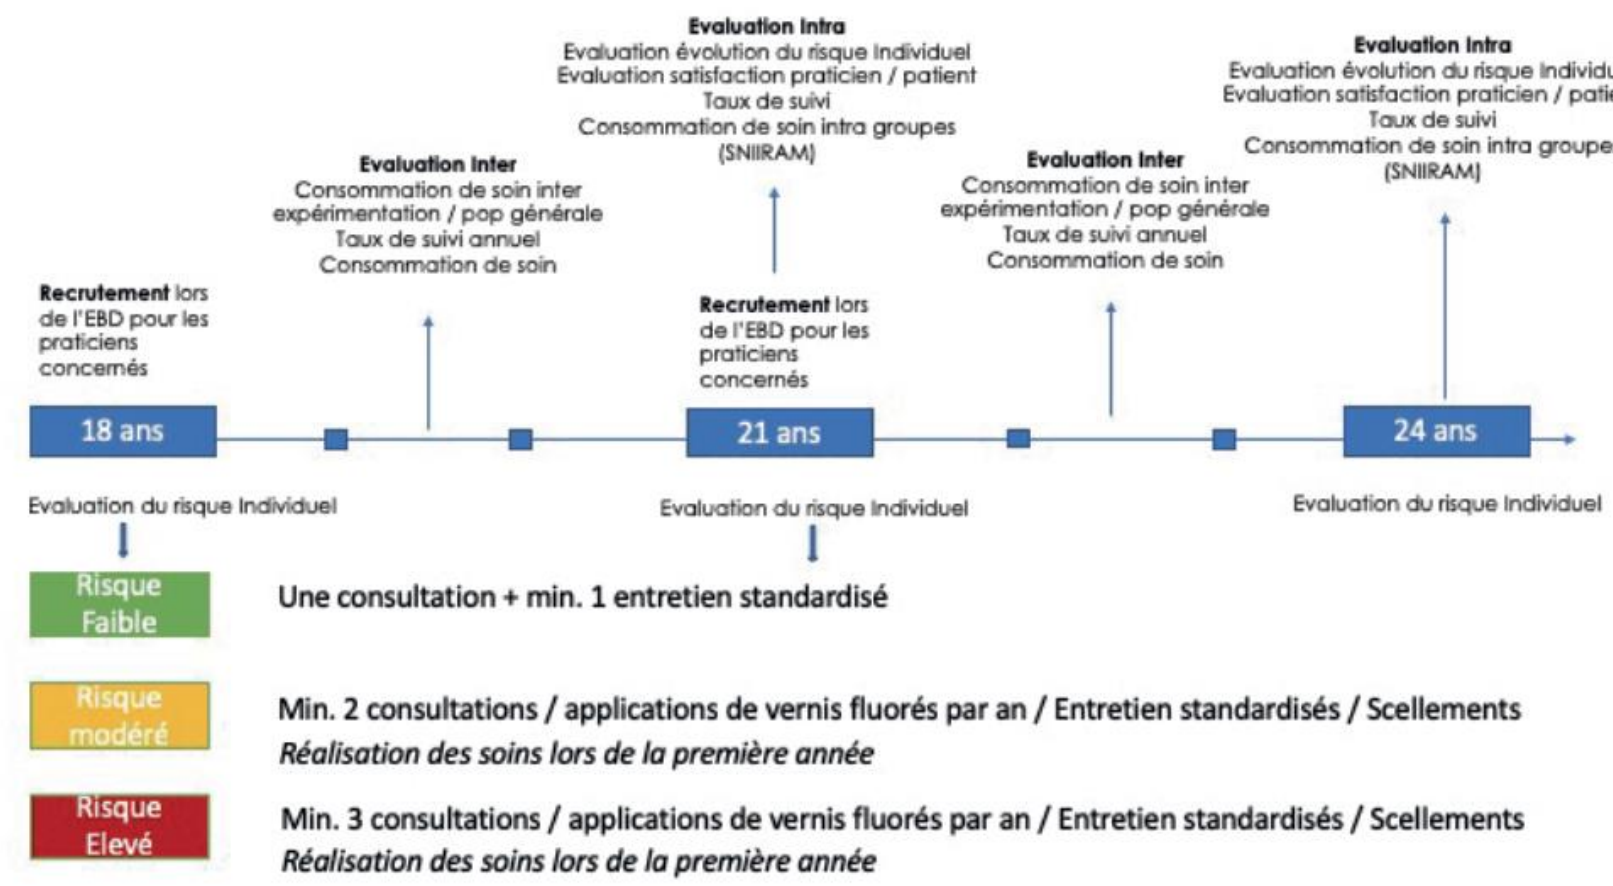 Evaluation Intra
Evaluation évolution du risque Individuel
Evaluation satisfaction praticien / patient
Taux de suivi
Consommation de soin intra groupes
(SNIIRAM)
Evaluation Intra
Evaluation évolution du risque Individu
Evaluation satisfaction praticien / patie
Taux de suivi
Consommation de soin intra groupe
(SNIIRAM)
Evaluation Inter
Consommation de soin inter
expérimentation / pop générale
Taux de suivi annuel
Consommation de soin
Evaluation Inter
Consommation de soin inter
expérimentation / pop générale
Taux de suivi annuel
Consommation de soin
Recrutement lors
de l'EBD pour les
praticiens
concernés
Recrutement lors
de l'EBD pour les
praticiens
concernés
18 ans
21 ans
24 ans
Evaluation du risque Individuel
Evaluation du risque Individuel
Evaluation du risque Individuel
Risque
Faible
Une consultation + min. 1 entretien standardisé
Risque
modéré
Min. 2 consultations / applications de vernis fluorés par an / Entretien standardisés / Scellements
Réalisation des soins lors de la première année
Risque
Elevé
Min. 3 consultations / applications de vernis fluorés par an / Entretien standardisés / Scellements
Réalisation des soins lors de la première année